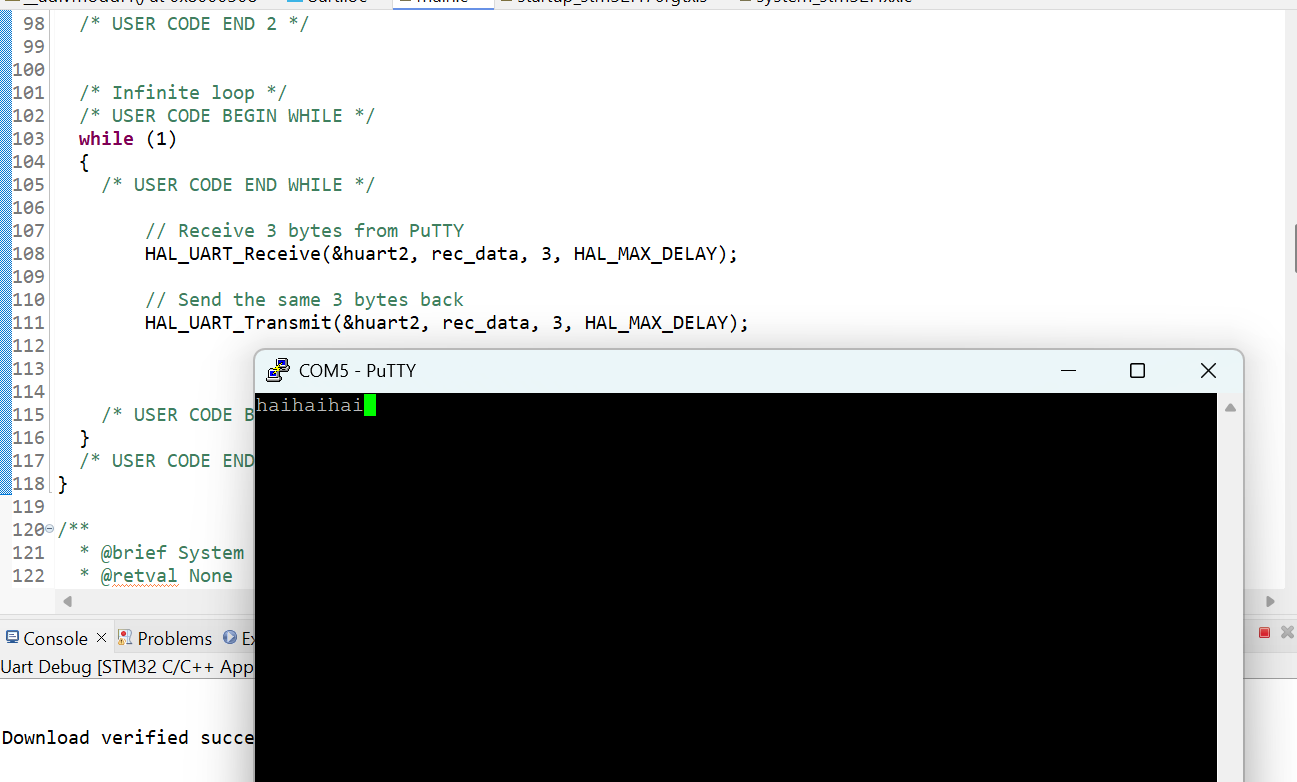 main.c
98 /* USER CODE END 2 */
99
100
101 /* Infinite loop */
102 /* USER CODE BEGIN WHILE */
103 while (1)
104 {
105 /* USER CODE END WHILE */
106
107 // Receive 3 bytes from PuTTY
108 HAL_UART_Receive(&huart2, rec_data, 3, HAL_MAX_DELAY);
109
110 // Send the same 3 bytes back
111 HAL_UART_Transmit(&huart2, rec_data, 3, HAL_MAX_DELAY);
112
113
114
115 /* USER CODE B
116 }
117 /* USER CODE END
118 }
119
120 /**
121 * @brief System
122 * @retval None
COM5 - PuTTY
haihaihai
Console Problems Ex
Uart Debug [STM32 C/C++ App
Download verified succe